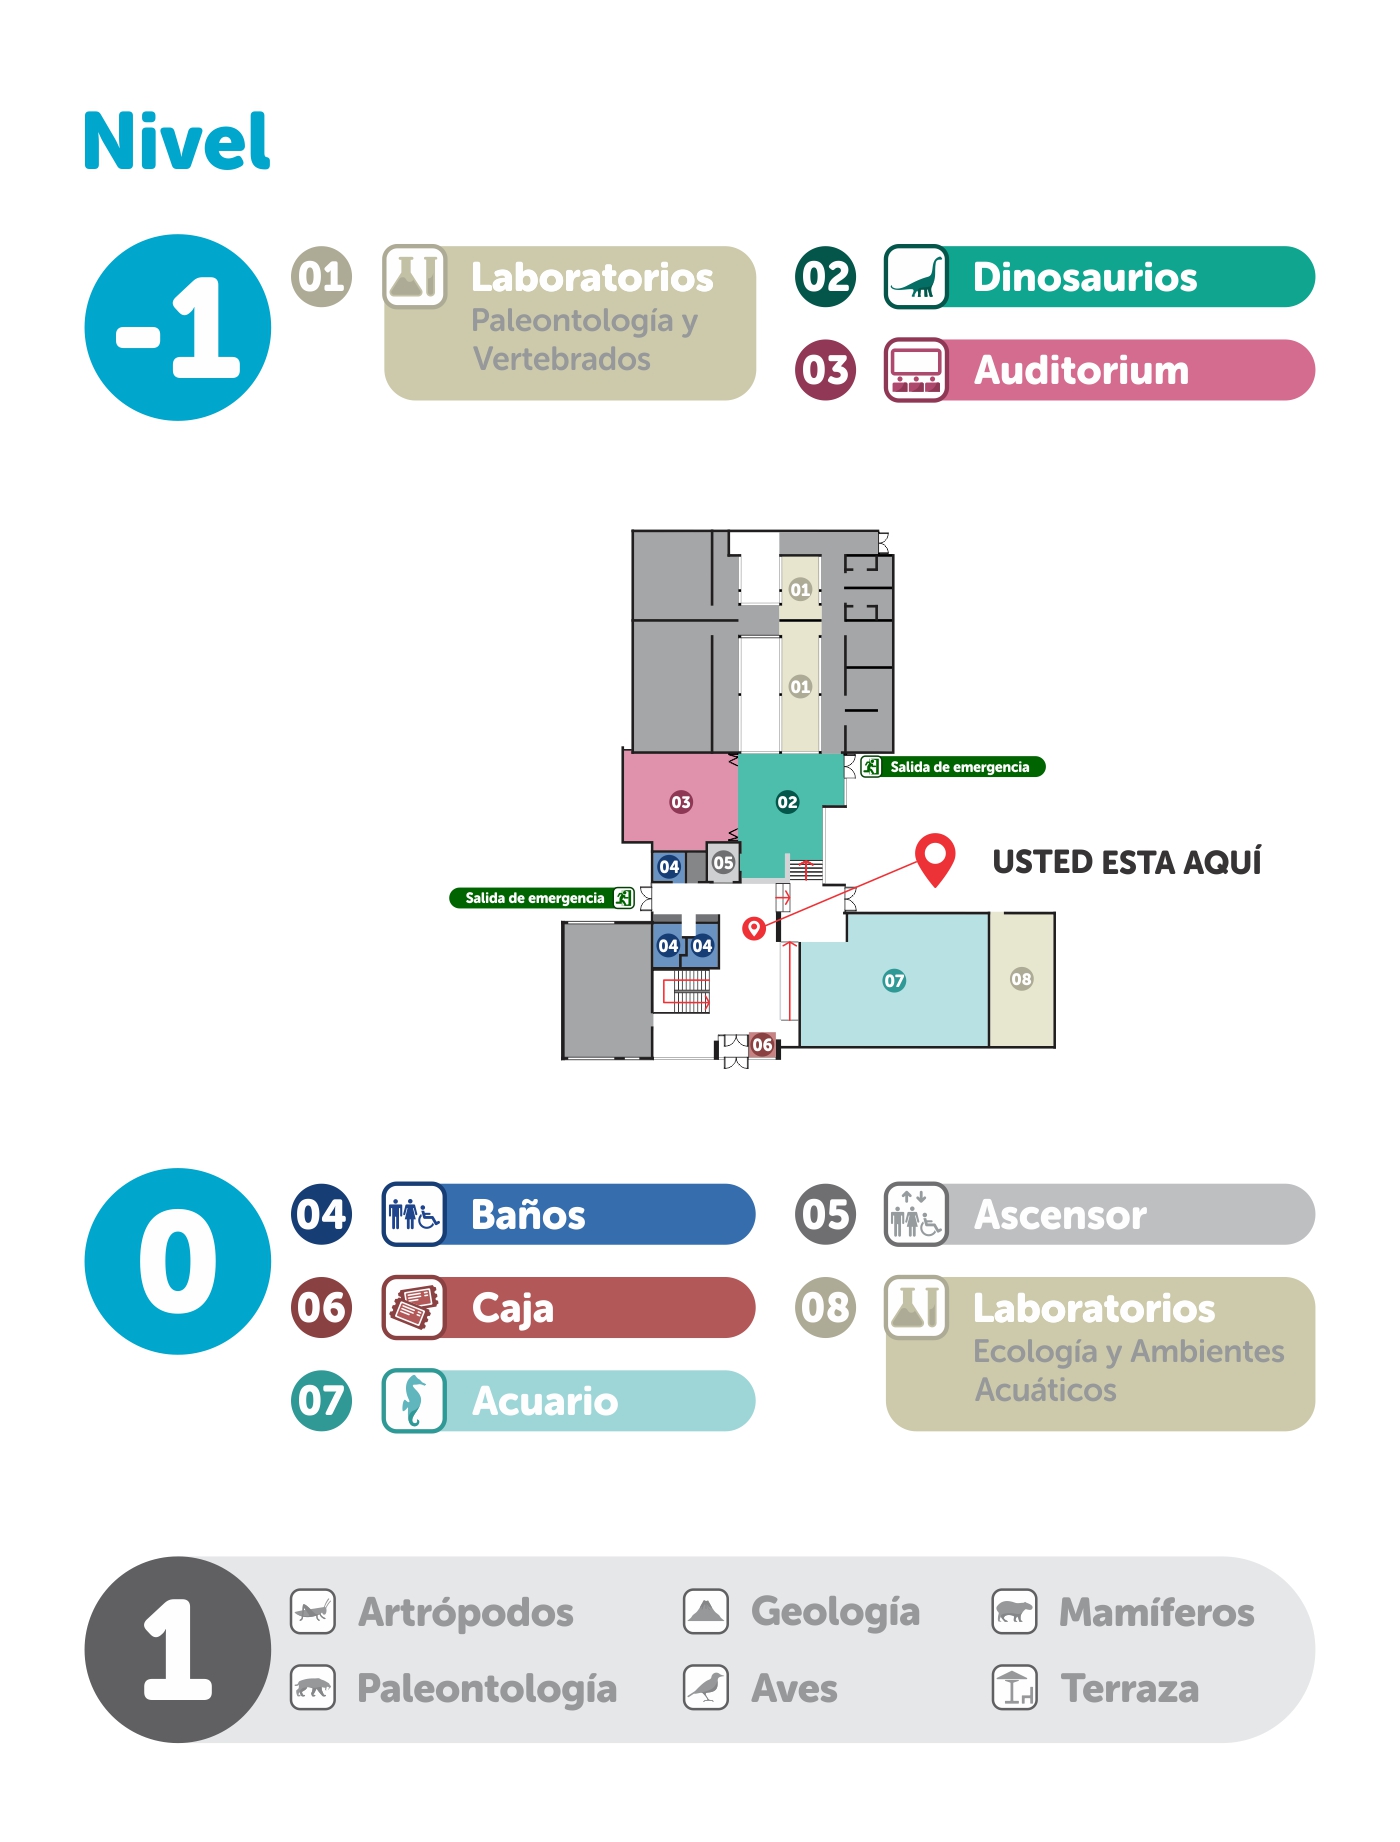 Nivel
-1
01
Laboratorios
Paleontología y
Vertebrados
02
Dinosaurios
03
Auditorium
01
01
Salida de emergencia
03
02
04
05
USTED ESTA AQUÍ
Salida de emergencia
04
04
07
08
06
0
04
Baños
05
Ascensor
06
Caja
08
Laboratorios
Ecología y Ambientes
Acuáticos
07
Acuario
1
Artrópodos
Geología
Mamíferos
Paleontología
Aves
Terraza